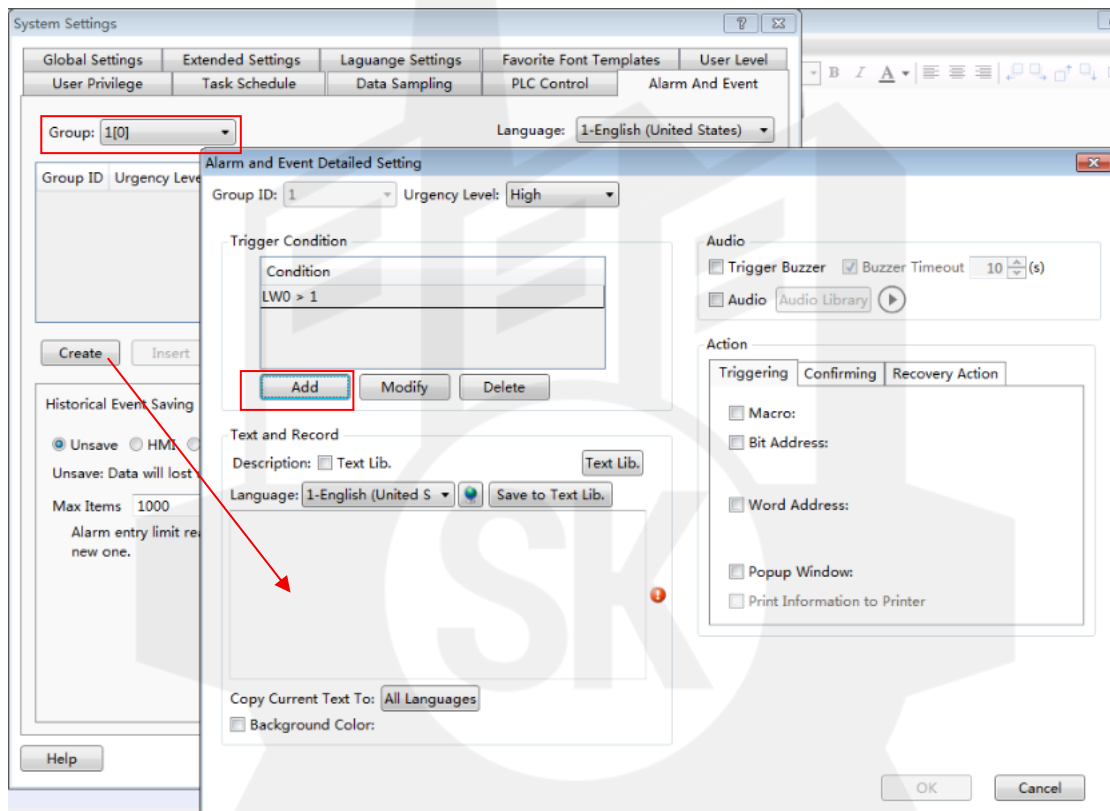 System Settings
Global Settings Extended Settings Laguange Settings Favorite Font Templates User Level
User Privilege Task Schedule Data Sampling PLC Control Alarm And Event
Group: 1[0] Language: 1-English (United States)
Group ID Urgency Leve
Create Insert
Historical Event Saving
Unsave HMI
Unsave: Data will lost
Max Items 1000
Alarm entry limit rea
new one.
Help
Alarm and Event Detailed Setting
Group ID: 1 Urgency Level: High
Trigger Condition
Condition
LW0 > 1
Add Modify Delete
Text and Record
Description: Text Lib. Text Lib.
Language: 1-English (United S Save to Text Lib.
Copy Current Text To: All Languages
Background Color:
Audio
Trigger Buzzer Buzzer Timeout 10 (s)
Audio Audio Library
Action
Triggering Confirming Recovery Action
Macro:
Bit Address:
Word Address:
Popup Window:
Print Information to Printer
OK Cancel
B I A
SK